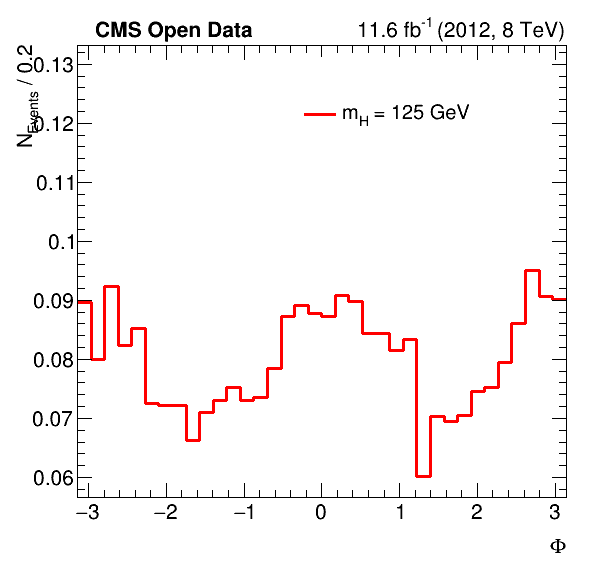 CMS Open Data 11.6 fb-1 (2012, 8 TeV)
NEvents / 0.2
0.13
0.12
0.11
0.1
0.09
0.08
0.07
0.06
mH = 125 GeV
−3 −2 −1 0 1 2 3
Φ